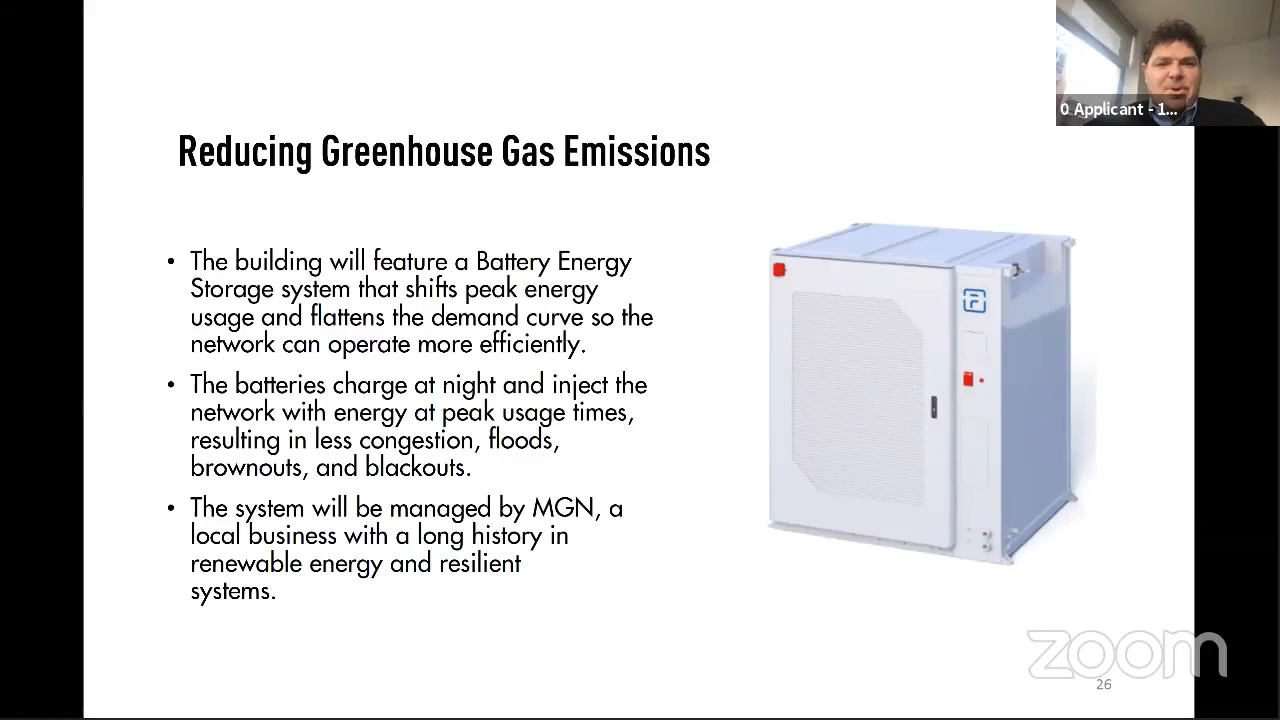 0 Applicant - 1...
Reducing Greenhouse Gas Emissions
• The building will feature a Battery Energy
Storage system that shifts peak energy
usage and flattens the demand curve so the
network can operate more efficiently.
• The batteries charge at night and inject the
network with energy at peak usage times,
resulting in less congestion, floods,
brownouts, and blackouts.
• The system will be managed by MGN, a
local business with a long history in
renewable energy and resilient
systems.
zoom
26